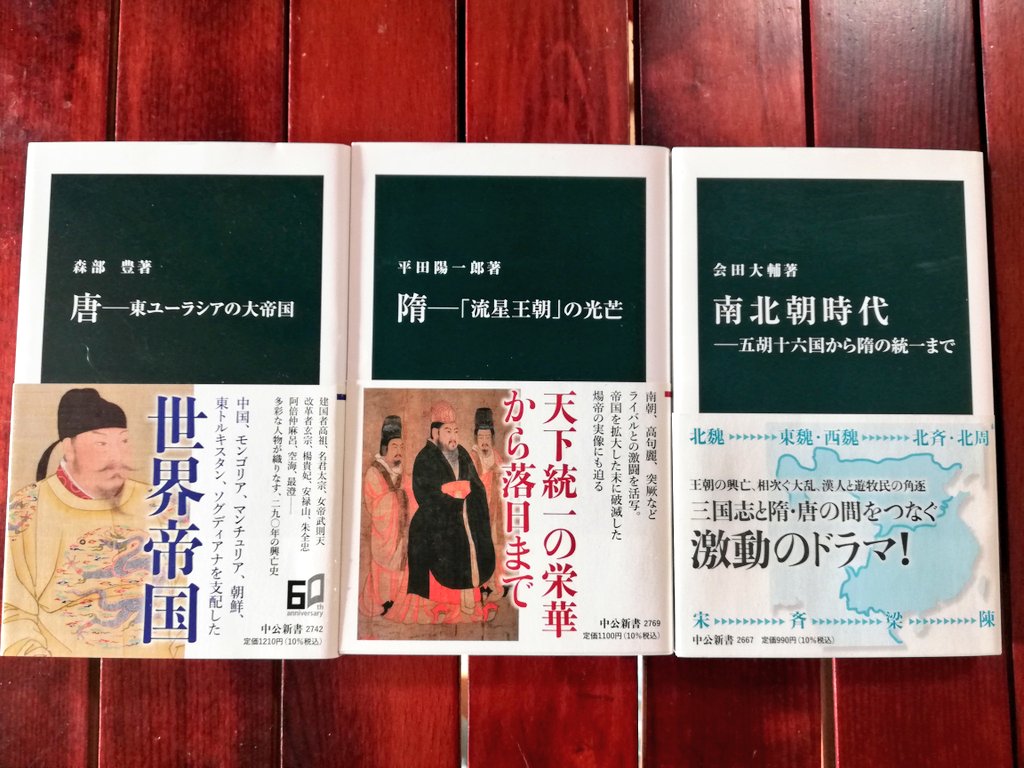 森部 豊著
唐─東ユーラシアの大帝国
世界帝国
中国、モンゴリア、マンチュリア、朝鮮、
東トルキスタン、ソグディアナを支配した
建国者高祖、名君太宗、女帝武則天
改革者玄宗、楊貴妃、安禄山、朱全忠
阿倍仲麻呂、空海、最澄──
多彩な人物が織りなす、二九〇年の興亡史
60th
anniversary
中公新書 2742
定価1210円(10%税込)
平田陽一郎著
隋─「流星王朝」の光芒
天下統一の栄華
から落日まで
南朝、高句麗、突厥など
ライバルとの激闘を活写。
帝国を拡大した末に破滅した
煬帝の実像にも迫る
中公新書 2769
定価1100円(10%税込)
会田大輔著
南北朝時代
─五胡十六国から隋の統一まで
北魏▶▶▶▶▶▶▶東魏・西魏▶▶▶▶▶▶▶北斉・北周
王朝の興亡、相次ぐ大乱、漢人と遊牧民の角逐
三国志と隋・唐の間をつなぐ
激動のドラマ!
宋▶▶▶▶▶▶▶▶▶斉▶▶▶▶▶▶▶梁▶▶▶▶▶▶▶▶陳
中公新書 2667 定価990円(10%税込)